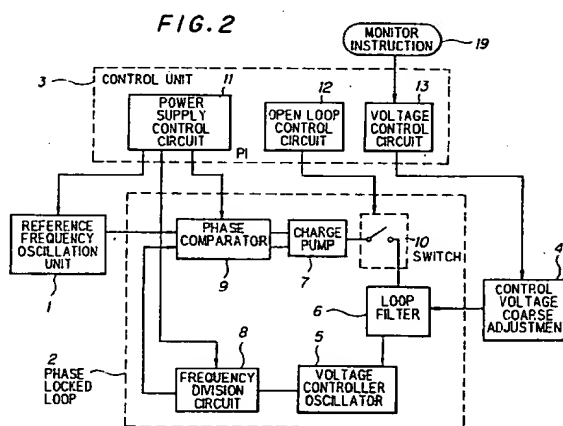 FIG. 2
MONITOR
INSTRUCTION
19
3
CONTROL UNIT
11
POWER
SUPPLY
CONTROL
CIRCUIT
PI
12
OPEN LOOP
CONTROL
CIRCUIT
13
VOLTAGE
CONTROL
CIRCUIT
REFERENCE
FREQUENCY
OSCILLATION
UNIT
1
PHASE
COMPARATOR
9
CHARGE
PUMP
7
10
SWITCH
6
LOOP
FILTER
4
CONTROL
VOLTAGE
COARSE
ADJUSTMEN
2
PHASE
LOCKED
LOOP
8
FREQUENCY
DIVISION
CIRCUIT
5
VOLTAGE
CONTROLLER
OSCILLATOR